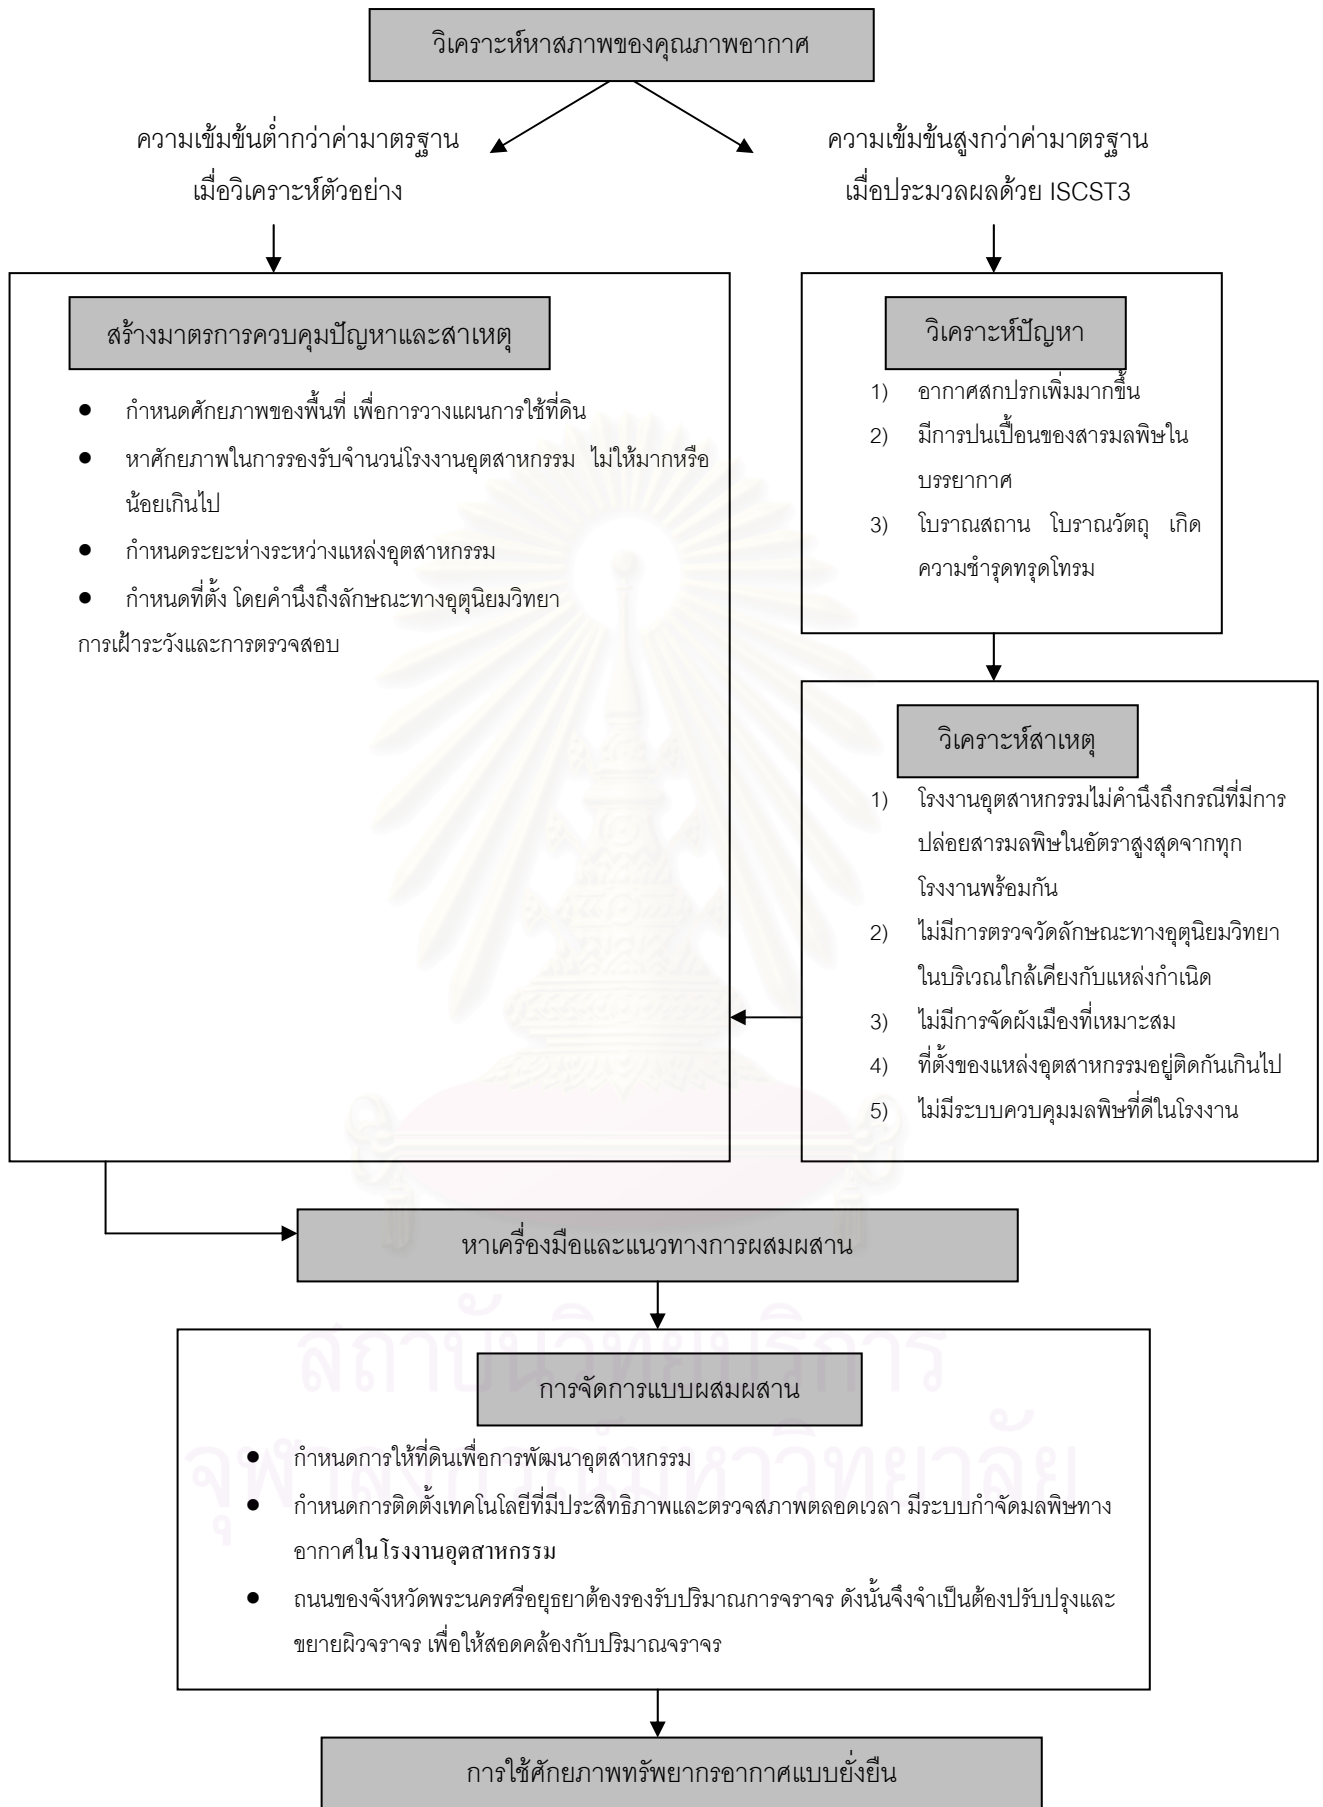 วิเคราะห์หาสภาพของคุณภาพอากาศ
ความเข้มข้นต่ำกว่าค่ามาตรฐาน
เมื่อวิเคราะห์ตัวอย่าง
ความเข้มข้นสูงกว่าค่ามาตรฐาน
เมื่อประมวลผลด้วย ISCST3
สร้างมาตรการควบคุมปัญหาและสาเหตุ
● กำหนดศักยภาพของพื้นที่ เพื่อการวางแผนการใช้ที่ดิน
● หาศักยภาพในการรองรับจำนวนโรงงานอุตสาหกรรม ไม่ให้มากหรือ
น้อยเกินไป
● กำหนดระยะห่างระหว่างแหล่งอุตสาหกรรม
● กำหนดที่ตั้ง โดยคำนึงถึงลักษณะทางอุตุนิยมวิทยา
การเฝ้าระวังและการตรวจสอบ
วิเคราะห์ปัญหา
1) อากาศสกปรกเพิ่มมากขึ้น
2) มีการปนเปื้อนของสารมลพิษใน
บรรยากาศ
3) โบราณสถาน โบราณวัตถุ เกิด
ความชำรุดทรุดโทรม
วิเคราะห์สาเหตุ
1) โรงงานอุตสาหกรรมไม่คำนึงถึงกรณีที่มีการ
ปล่อยสารมลพิษในอัตราสูงสุดจากทุก
โรงงานพร้อมกัน
2) ไม่มีการตรวจวัดลักษณะทางอุตุนิยมวิทยา
ในบริเวณใกล้เคียงกับแหล่งกำเนิด
3) ไม่มีการจัดผังเมืองที่เหมาะสม
4) ที่ตั้งของแหล่งอุตสาหกรรมอยู่ติดกันเกินไป
5) ไม่มีระบบควบคุมมลพิษที่ดีในโรงงาน
หาเครื่องมือและแนวทางการผสมผสาน
สถาบันวิทยบริการ
การจัดการแบบผสมผสาน
จุฬาลงกรณ์มหาวิทยาลัย
● กำหนดการให้ที่ดินเพื่อการพัฒนาอุตสาหกรรม
● กำหนดการติดตั้งเทคโนโลยีที่มีประสิทธิภาพและตรวจสภาพตลอดเวลา มีระบบกำจัดมลพิษทาง
อากาศในโรงงานอุตสาหกรรม
● ถนนของจังหวัดพระนครศรีอยุธยาต้องรองรับปริมาณการจราจร ดังนั้นจึงจำเป็นต้องปรับปรุงและ
ขยายผิวจราจร เพื่อให้สอดคล้องกับปริมาณจราจร
การใช้ศักยภาพทรัพยากรอากาศแบบยั่งยืน